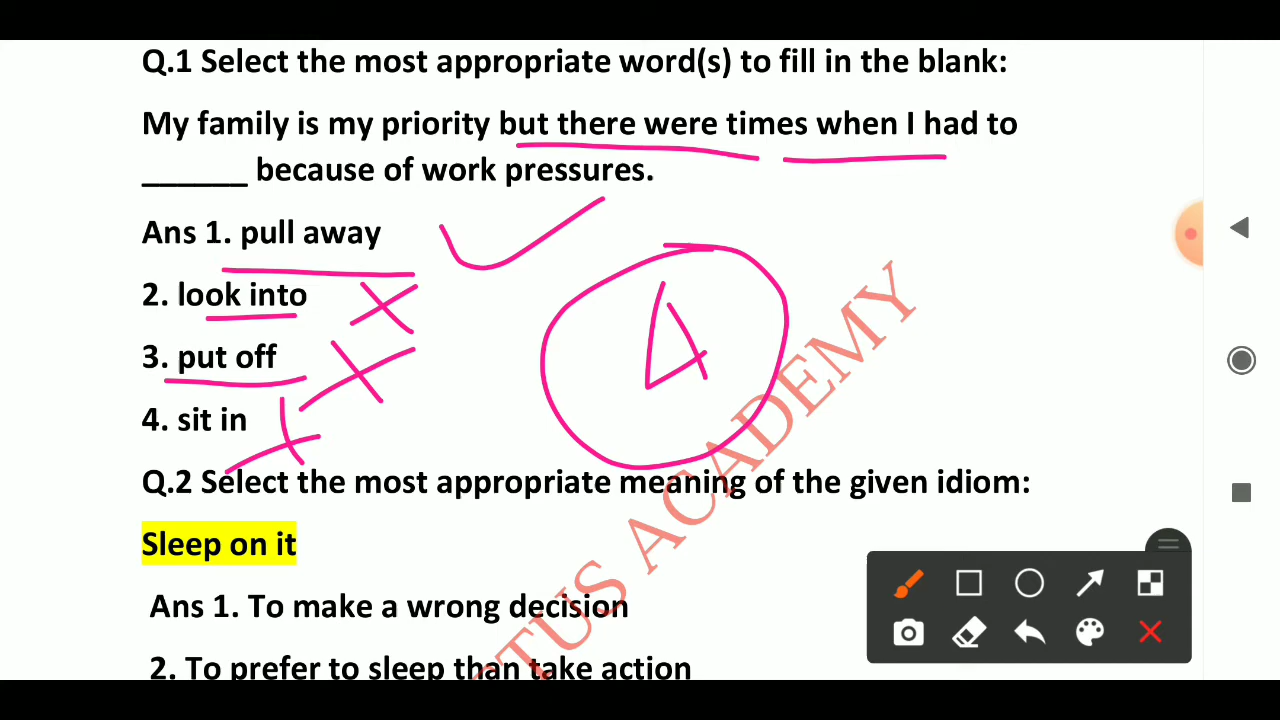 Q.1 Select the most appropriate word(s) to fill in the blank:
My family is my priority but there were times when I had to
______ because of work pressures.
Ans 1. pull away
2. look into
3. put off
4. sit in
4
Q.2 Select the most appropriate meaning of the given idiom:
Sleep on it
Ans 1. To make a wrong decision
2. To prefer to sleep than take action
TUS ACADEMY